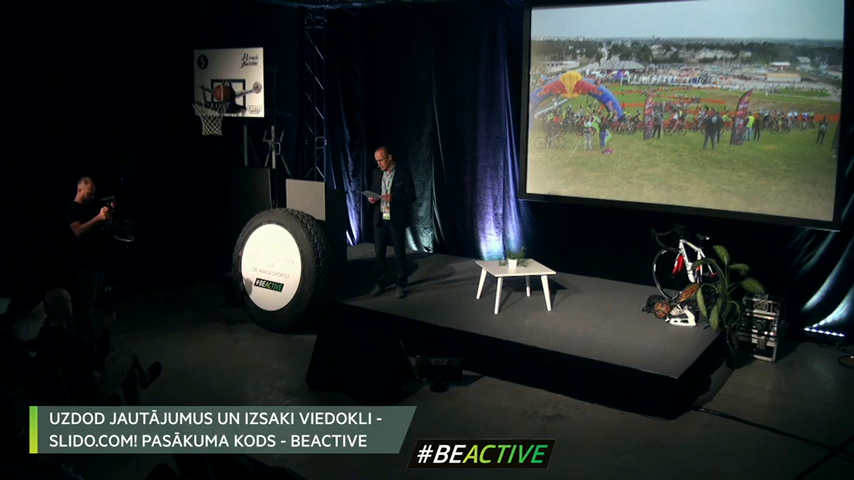 UZDOD JAUTĀJUMUS UN IZSAKI VIEDOKLI -
SLIDO.COM! PASĀKUMA KODS - BEACTIVE
#BEACTIVE
#BEACTIVE